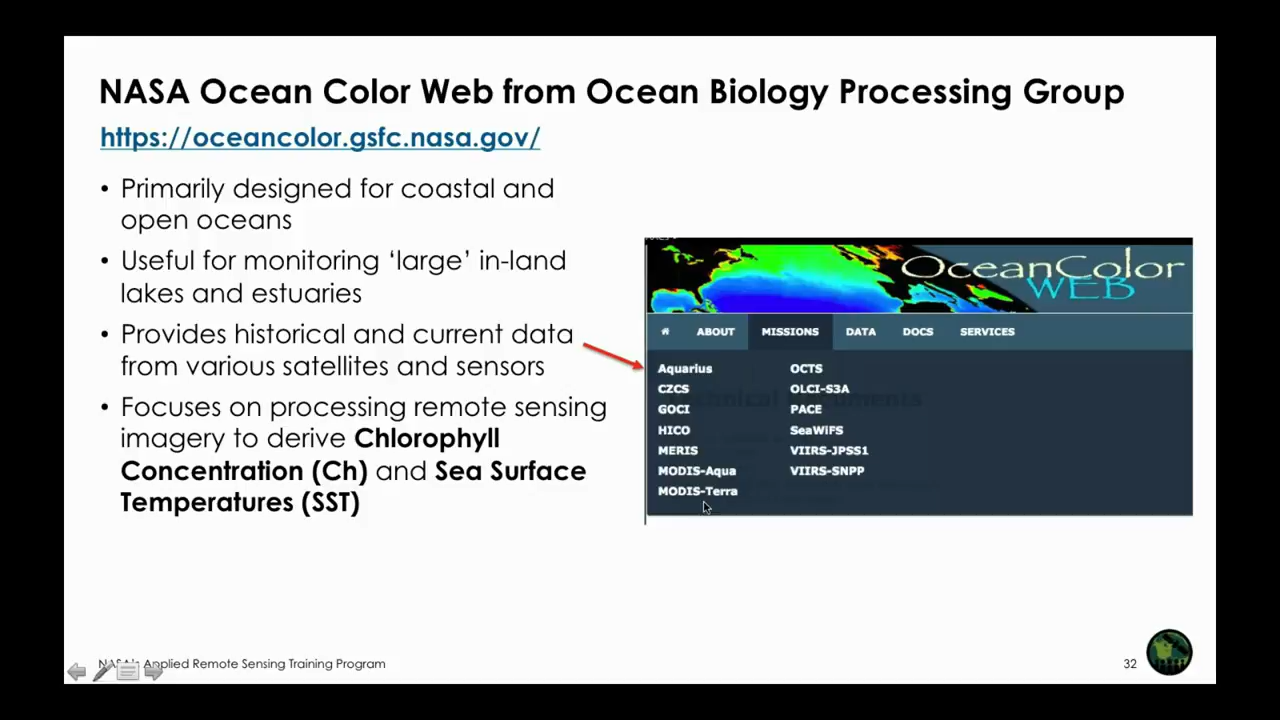 NASA Ocean Color Web from Ocean Biology Processing Group
https://oceancolor.gsfc.nasa.gov/
• Primarily designed for coastal and
open oceans
• Useful for monitoring ‘large’ in-land
lakes and estuaries
• Provides historical and current data
from various satellites and sensors
• Focuses on processing remote sensing
imagery to derive Chlorophyll
Concentration (Ch) and Sea Surface
Temperatures (SST)
OceanColor
WEB
ABOUT MISSIONS DATA DOCS SERVICES
Aquarius OCTS
CZCS OLCI-S3A
GOCI PACE
HICO SeaWiFS
MERIS VIIRS-JPSS1
MODIS-Aqua VIIRS-SNPP
MODIS-Terra
NASA's Applied Remote Sensing Training Program
32